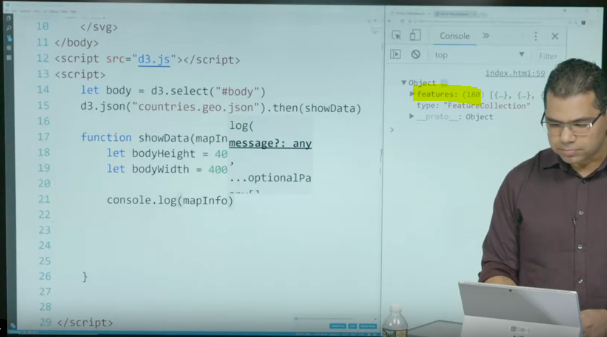 10 </svg>
11 </body>
12 <script src="d3.js"></script>
13 <script>
14 let body = d3.select("#body")
15 d3.json("countries.geo.json").then(showData)
16
log(
17 function showData(mapIn
message?: any
18 let bodyHeight = 40
,
19 let bodyWidth = 400
...optionalPa
20
21 console.log(mapInfo)
22
23
24
25
26 }
27
28
29 </script>
Console
top
Filter
index.html:59
Object
features: (180) [{…}, {…}, {
type: "FeatureCollection"
__proto__: Object